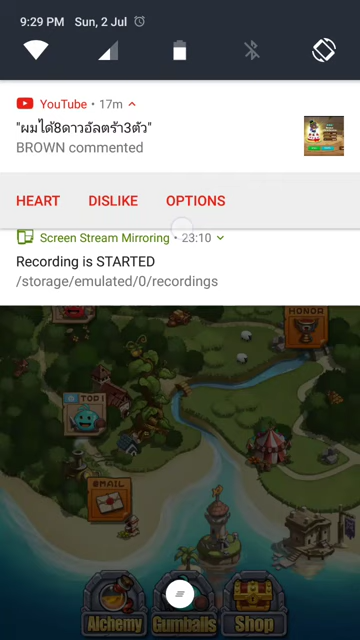 9:29 PM Sun, 2 Jul
YouTube • 17m
"ผมได้8ดาวอัลตร้า3ตัว"
BROWN commented
HEART DISLIKE OPTIONS
Screen Stream Mirroring • 23:10
Recording is STARTED
/storage/emulated/0/recordings
HONOR
TOP1
MAIL
Alchemy Gumballs Shop